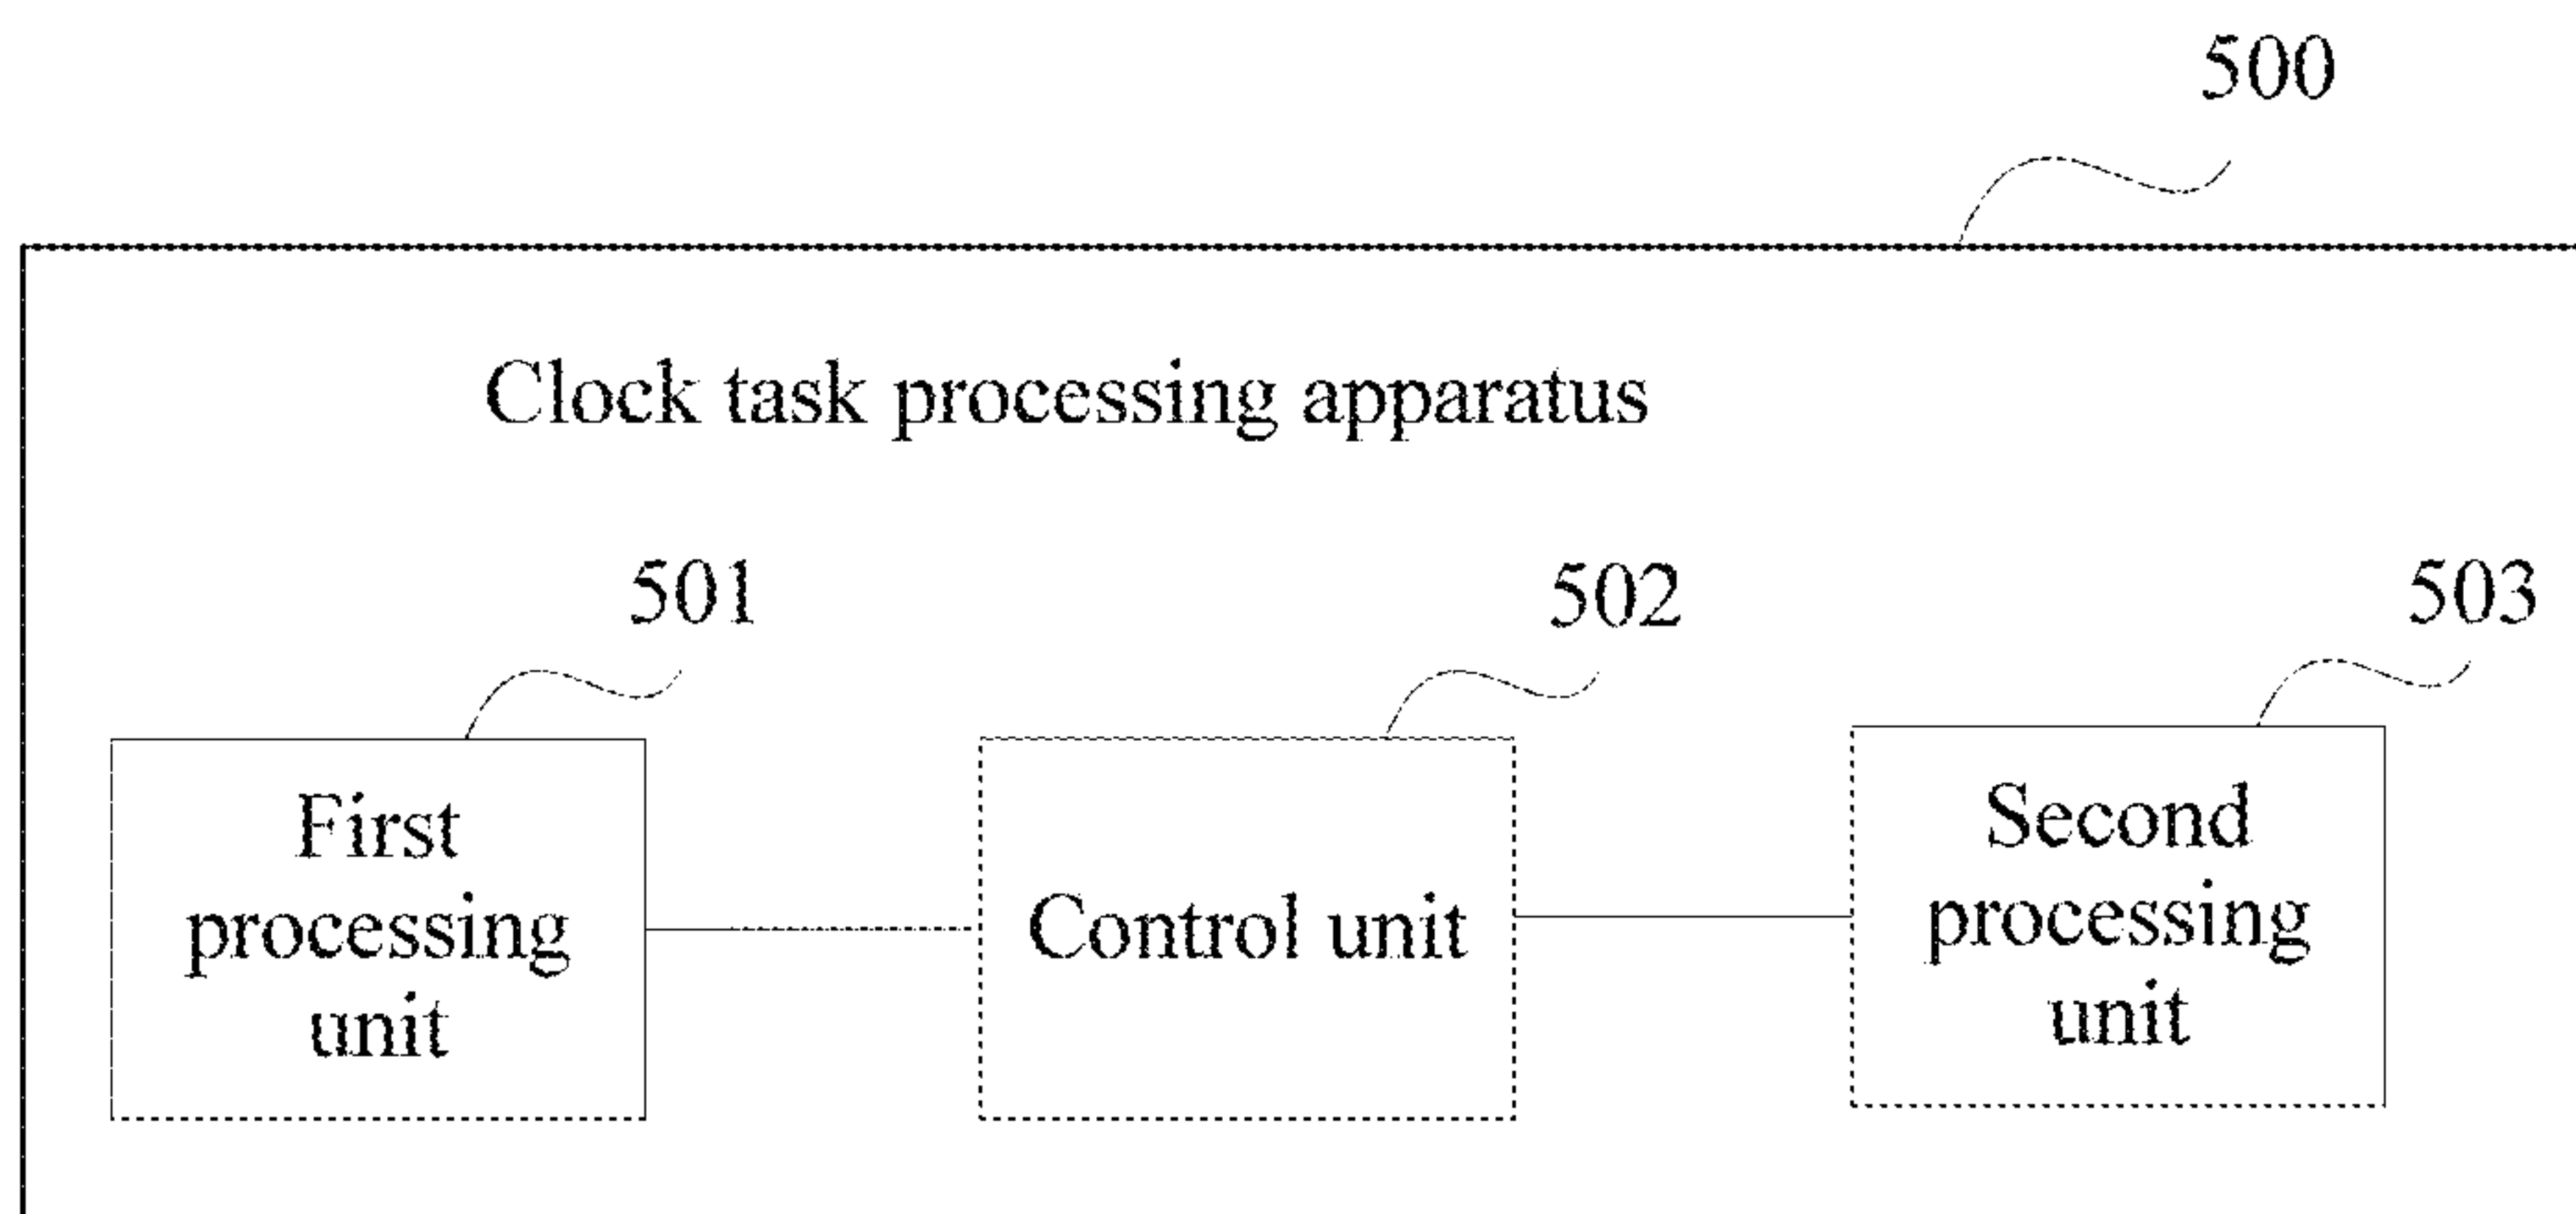 500
Clock task processing apparatus
501
502
503
First
processing
unit
Control unit
Second
processing
unit